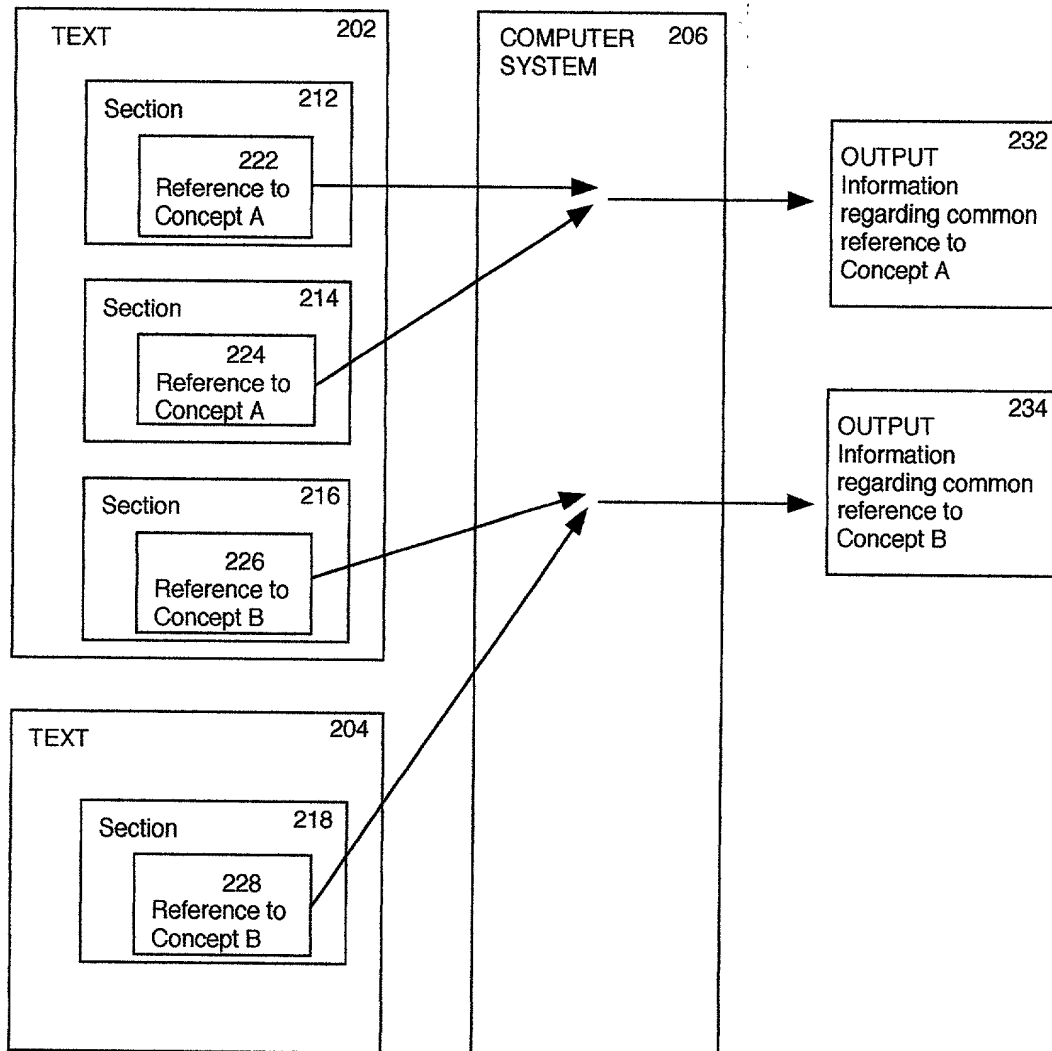 TEXT 202
Section 212
222
Reference to
Concept A
Section 214
224
Reference to
Concept A
Section 216
226
Reference to
Concept B
TEXT 204
Section 218
228
Reference to
Concept B
COMPUTER 206
SYSTEM
232
OUTPUT
Information
regarding common
reference to
Concept A
234
OUTPUT
Information
regarding common
reference to
Concept B